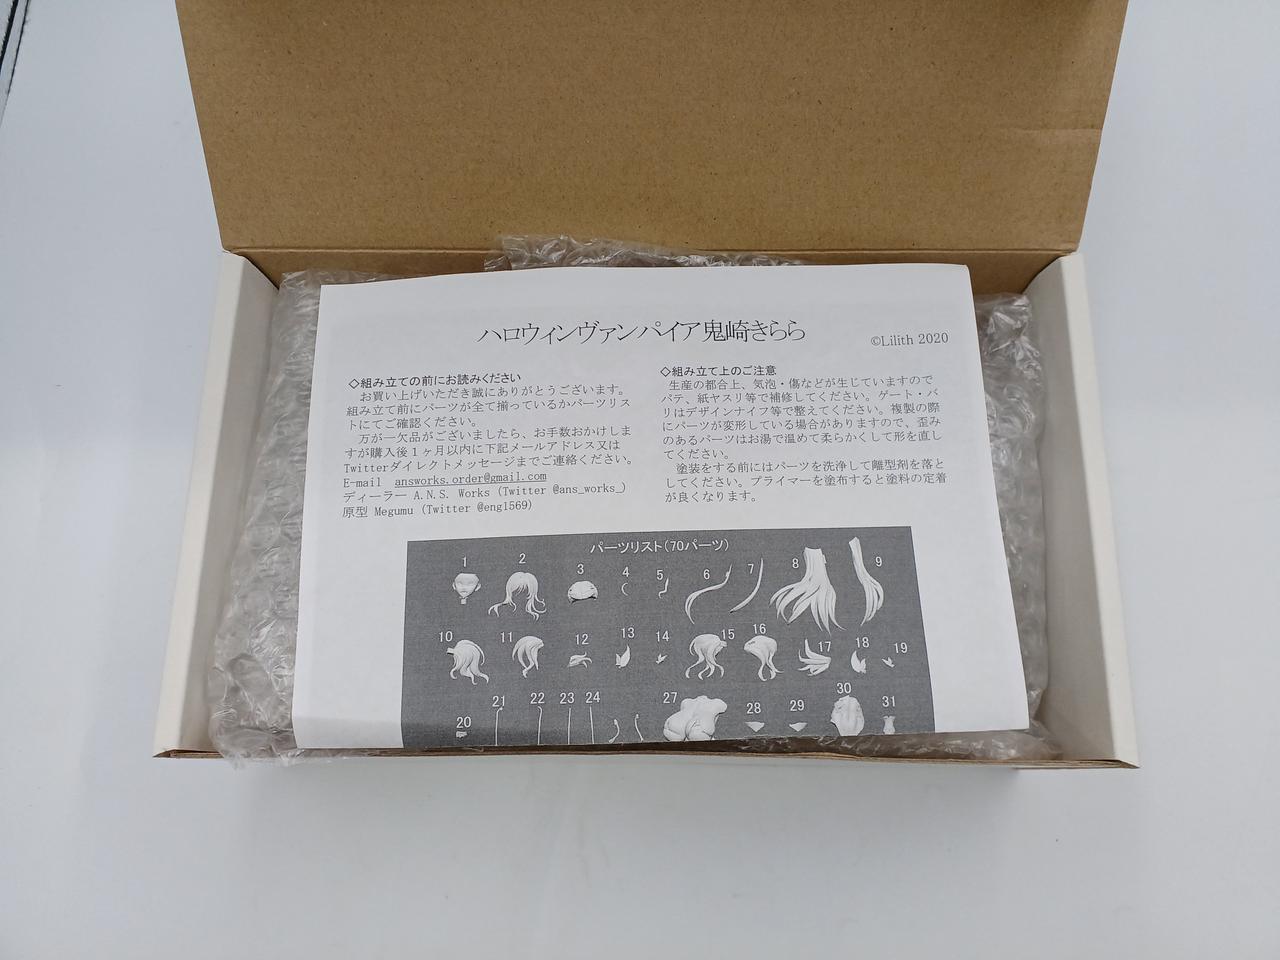 ハロウィンヴァンパイア鬼崎きらら
©Lilith 2020
◇組み立ての前にお読みください
お買い上げいただき誠にありがとうございます。
組み立て前にパーツが全て揃っているかパーツリス
トにてご確認ください。
万が一欠品がございましたら、お手数おかけしま
すが購入後1ヶ月以内に下記メールアドレス又は
Twitterダイレクトメッセージまでご連絡ください。
E-mail answorks.order@gmail.com
ディーラー A.N.S. Works (Twitter @ans_works_)
原型 Megumu (Twitter @eng1569)
◇組み立て上のご注意
生産の都合上、気泡・傷などが生じていますので
パテ、紙ヤスリ等で補修してください。ゲート・バ
リはデザインナイフ等で整えてください。複製の際
にパーツが変形している場合がありますので、歪み
のあるパーツはお湯で温めて柔らかくして形を直し
てください。
塗装をする前にはパーツを洗浄して離型剤を落と
してください。プライマーを塗布すると塗料の定着
が良くなります。
パーツリスト(70パーツ)
1 2 3 4 5 6 7 8 9
10 11 12 13 14 15 16 17 18 19
20 21 22 23 24 27 28 29 30 31